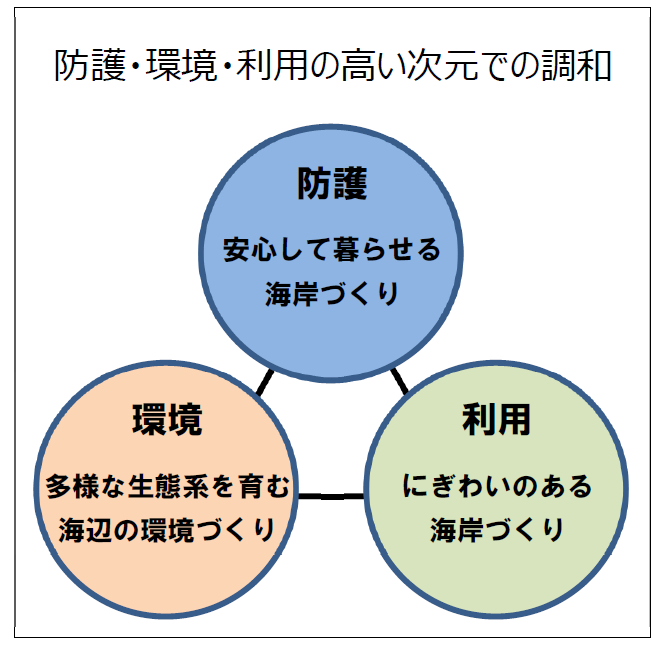 防護・環境・利用の高い次元での調和
防護
安心して暮らせる
海岸づくり
環境
多様な生態系を育む
海辺の環境づくり
利用
にぎわいのある
海岸づくり